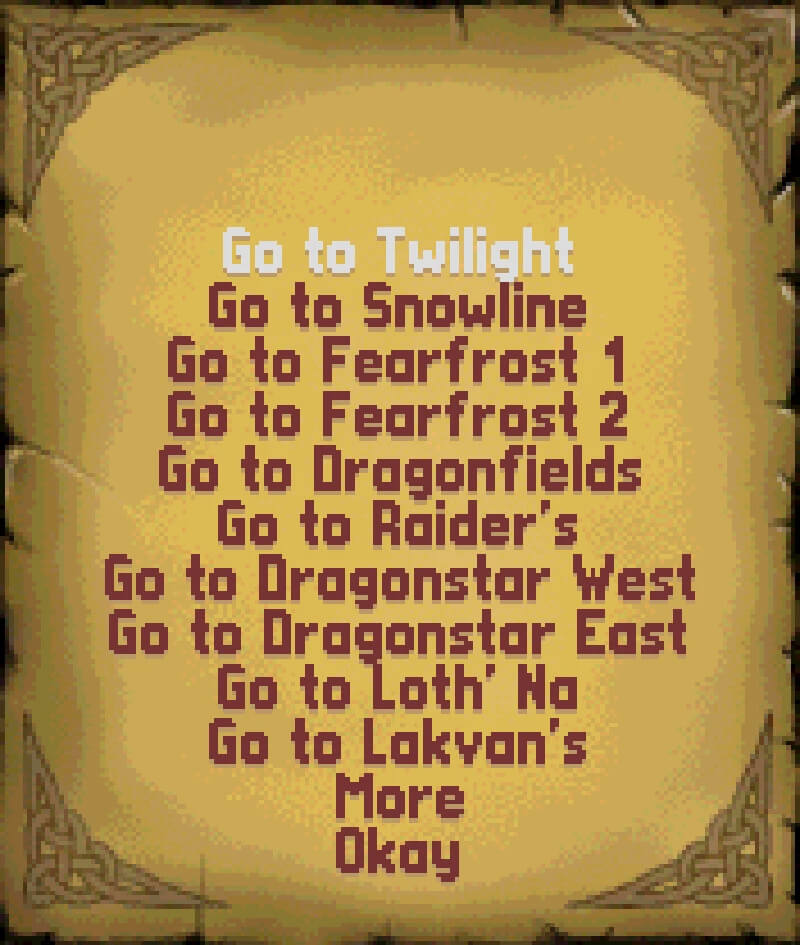 Go to Twilight
Go to Snowline
Go to Fearfrost 1
Go to Fearfrost 2
Go to Dragonfields
Go to Raider's
Go to Dragonstar West
Go to Dragonstar East
Go to Loth' Na
Go to Lakvan's
More
Okay